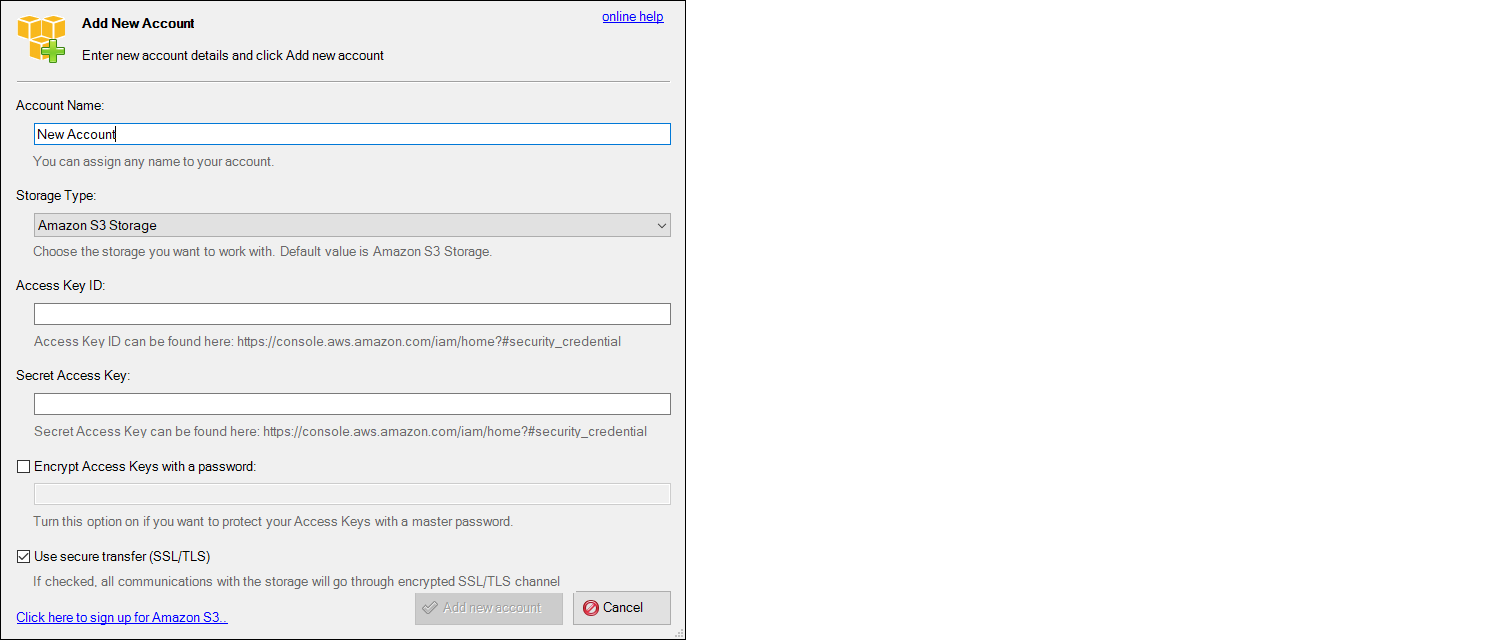 Add New Account
online help
Enter new account details and click Add new account
Account Name:
New Account
You can assign any name to your account.
Storage Type:
Amazon S3 Storage
Choose the storage you want to work with. Default value is Amazon S3 Storage.
Access Key ID:
Access Key ID can be found here: https://console.aws.amazon.com/iam/home?#security_credential
Secret Access Key:
Secret Access Key can be found here: https://console.aws.amazon.com/iam/home?#security_credential
Encrypt Access Keys with a password:
Turn this option on if you want to protect your Access Keys with a master password.
Use secure transfer (SSL/TLS)
If checked, all communications with the storage will go through encrypted SSL/TLS channel
Click here to sign up for Amazon S3..
Add new account
Cancel